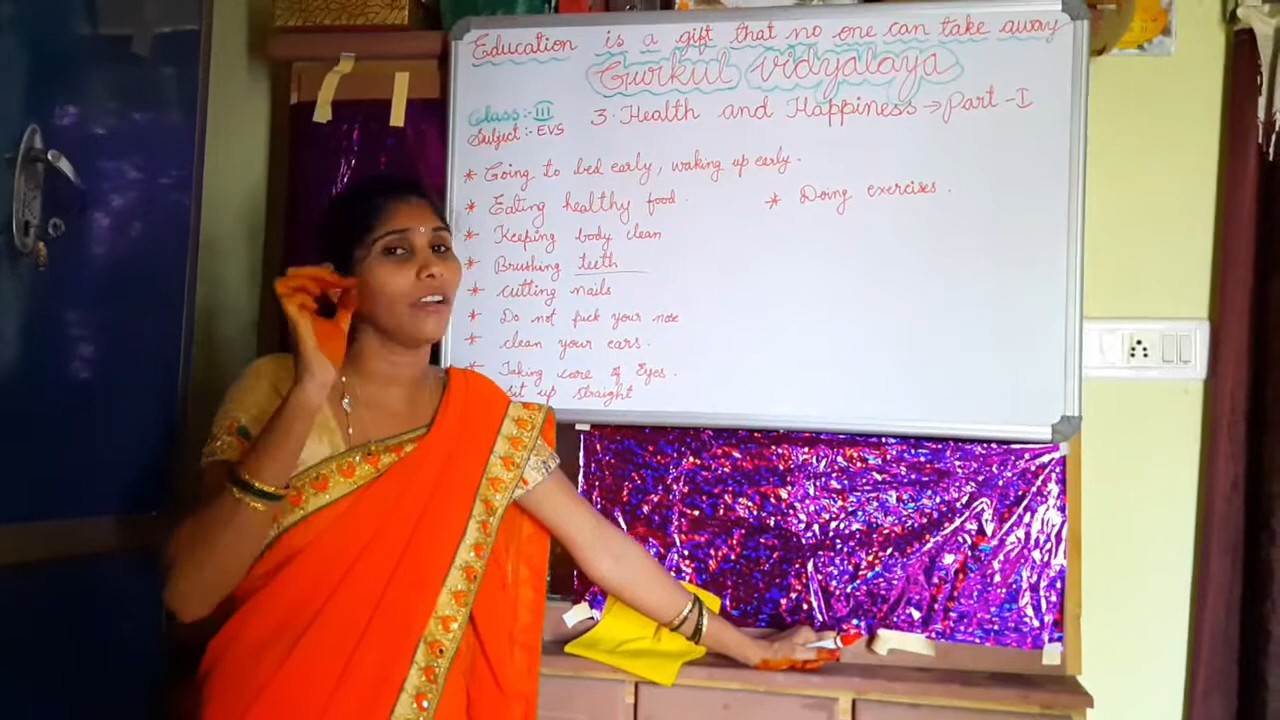 Education is a gift that no one can take away
Gurkul vidyalaya
Class:- III
Subject:- EVS
3. Health and Happiness → Part - I
* Going to bed early, waking up early.
* Eating healthy food.
* Doing exercises.
* Keeping body clean
* Brushing teeth
* cutting nails
* Do not pick your nose
* clean your ears.
* Taking care of Eyes.
sit up straight